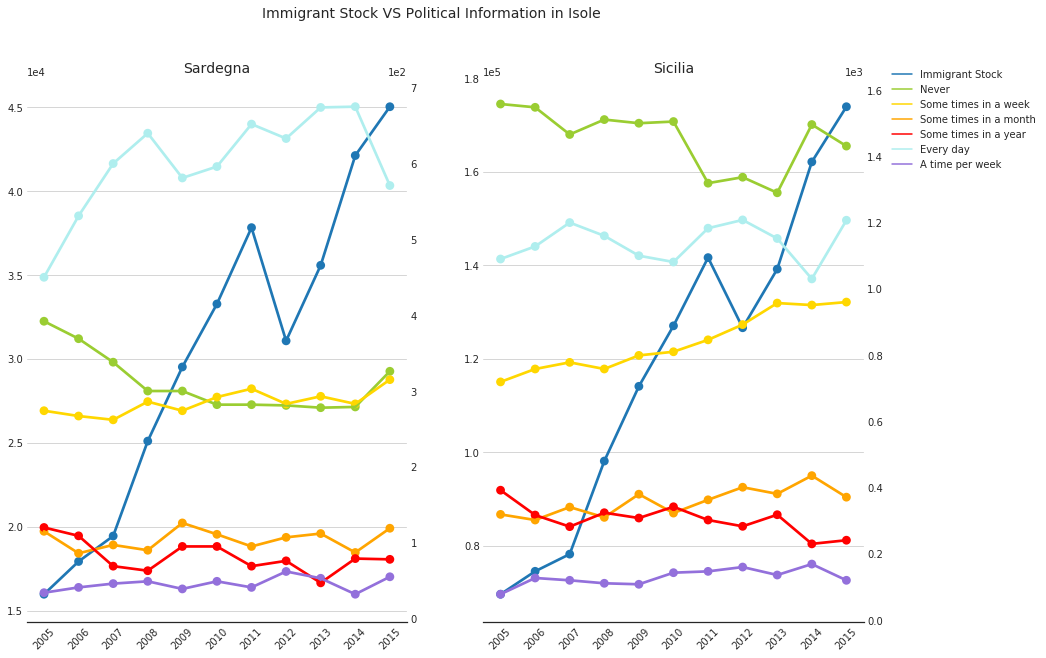 Immigrant Stock VS Political Information in Isole
Sardegna
1e4
1e2
4.5
4.0
3.5
3.0
2.5
2.0
1.5
7
6
5
4
3
2
1
0
2005 2006 2007 2008 2009 2010 2011 2012 2013 2014 2015
Sicilia
1e5
1e3
1.8
1.6
1.4
1.2
1.0
0.8
1.6
1.4
1.2
1.0
0.8
0.6
0.4
0.2
0.0
2005 2006 2007 2008 2009 2010 2011 2012 2013 2014 2015
Immigrant Stock
Never
Some times in a week
Some times in a month
Some times in a year
Every day
A time per week